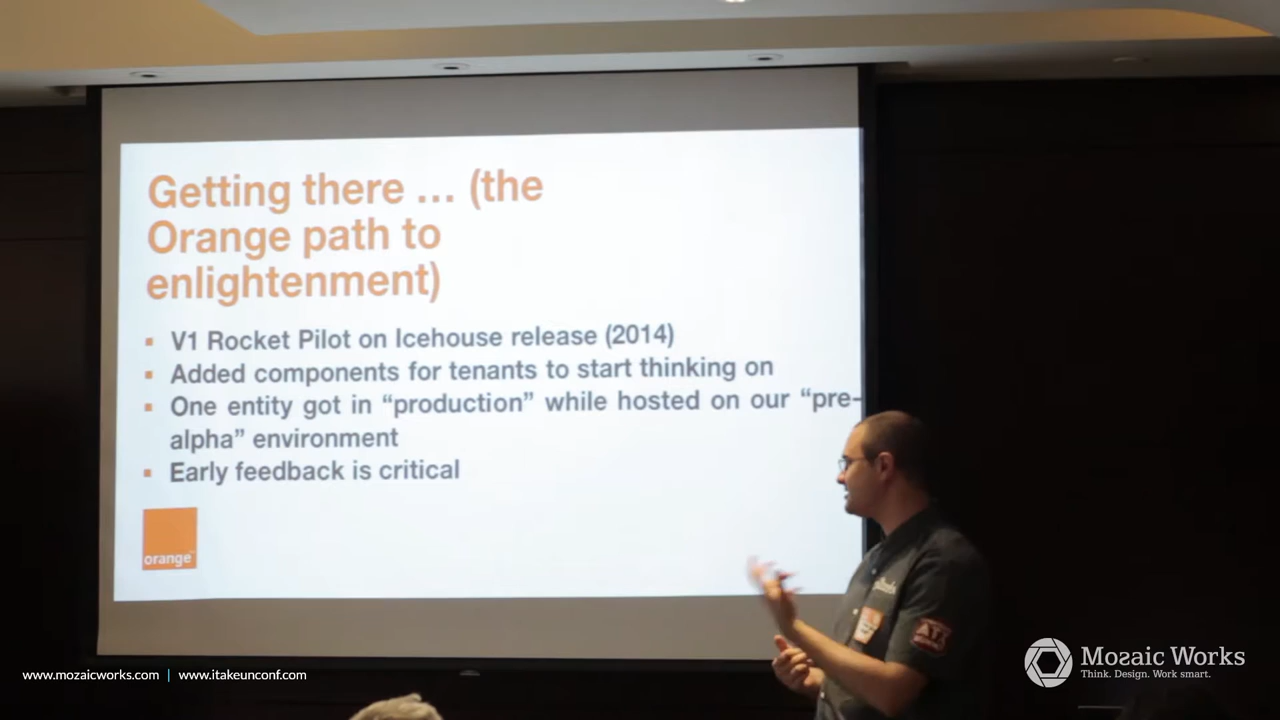 Getting there ... (the
Orange path to
enlightenment)
V1 Rocket Pilot on Icehouse release (2014)
Added components for tenants to start thinking on
One entity got in “production” while hosted on our “pre-
alpha” environment
Early feedback is critical
orange™
www.mozaicworks.com | www.itakeunconf.com
Mozaic Works
Think. Design. Work smart.